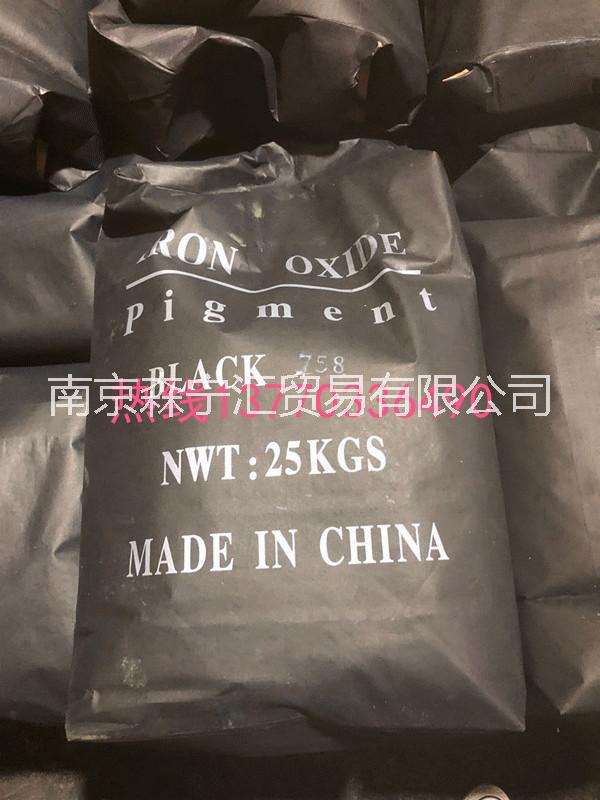 IRON OXIDE
Pigment
BLACK 758
南京森宁汇贸易有限公司
NWT:25KGS
MADE IN CHINA